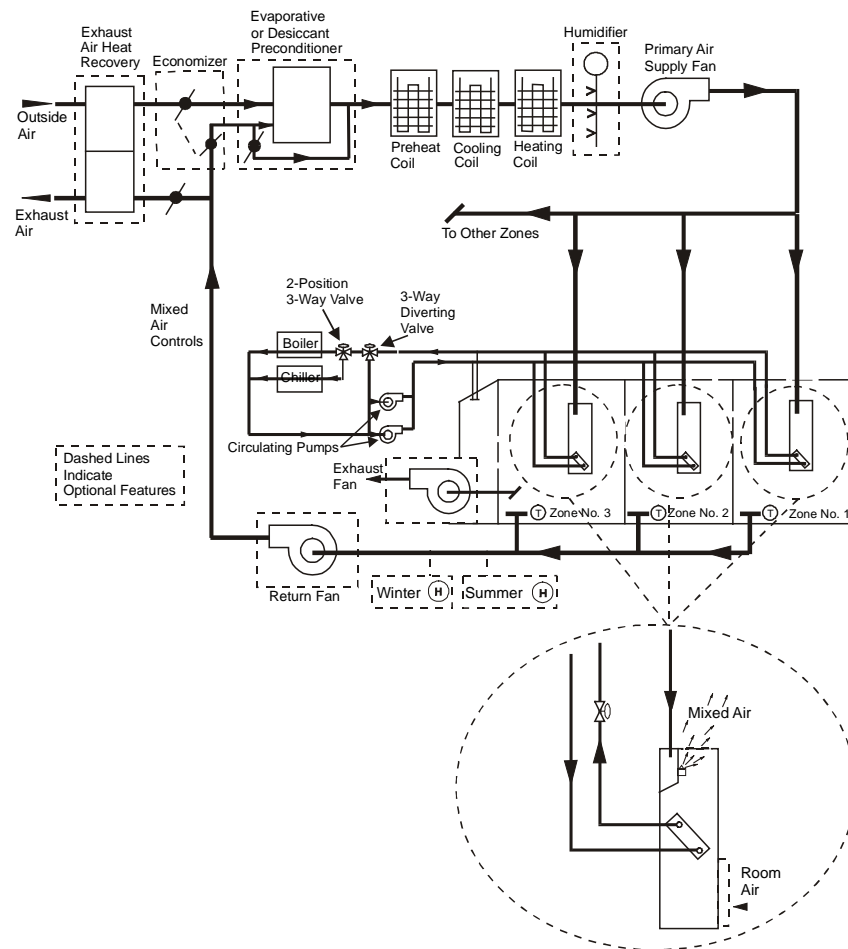 Exhaust
Air Heat
Recovery
Economizer
Evaporative
or Desiccant
Preconditioner
Humidifier
Primary Air
Supply Fan
Outside
Air
Exhaust
Air
Preheat
Coil
Cooling
Coil
Heating
Coil
To Other Zones
Mixed
Air
Controls
2-Position
3-Way Valve
3-Way
Diverting
Valve
Boiler
Chiller
Circulating Pumps
Dashed Lines
Indicate
Optional Features
Exhaust
Fan
T Zone No. 3
T Zone No. 2
T Zone No. 1
Return Fan
Winter H
Summer H
Mixed Air
Room
Air